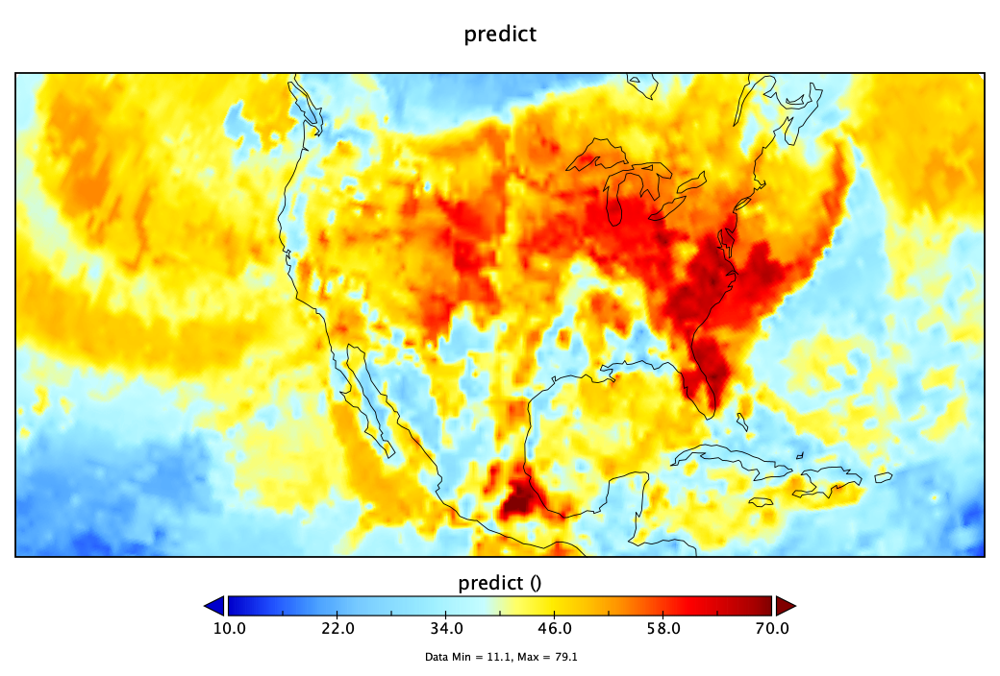 predict
predict ()
10.0 22.0 34.0 46.0 58.0 70.0
Data Min = 11.1, Max = 79.1